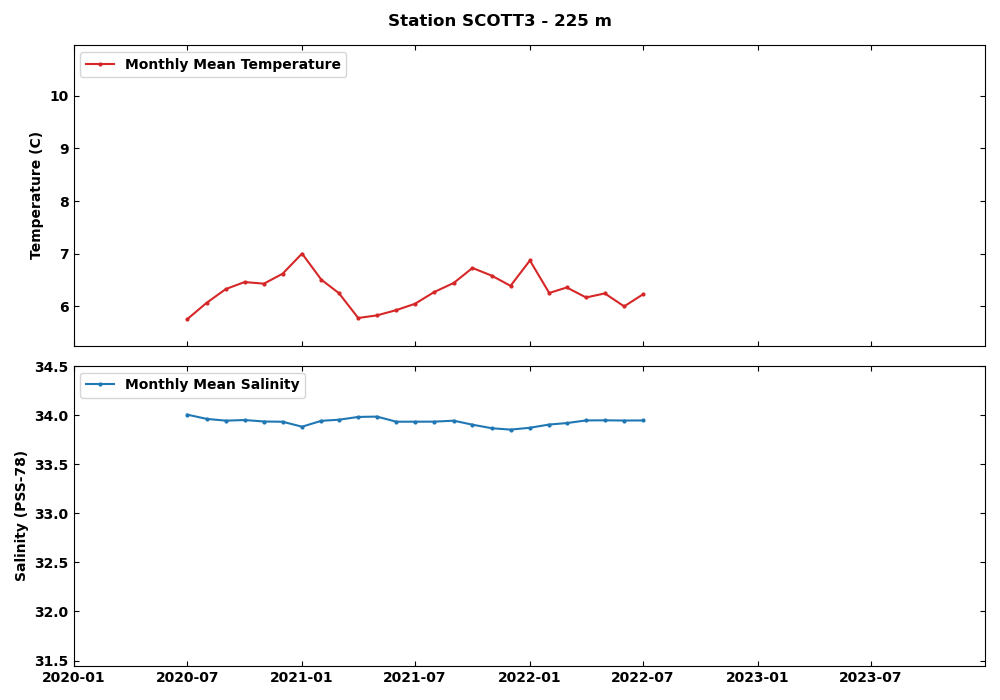 Station SCOTT3 - 225 m
Monthly Mean Temperature
10
9
8
7
6
Temperature (C)
Monthly Mean Salinity
34.5
34.0
33.5
33.0
32.5
32.0
31.5
Salinity (PSS-78)
2020-01 2020-07 2021-01 2021-07 2022-01 2022-07 2023-01 2023-07